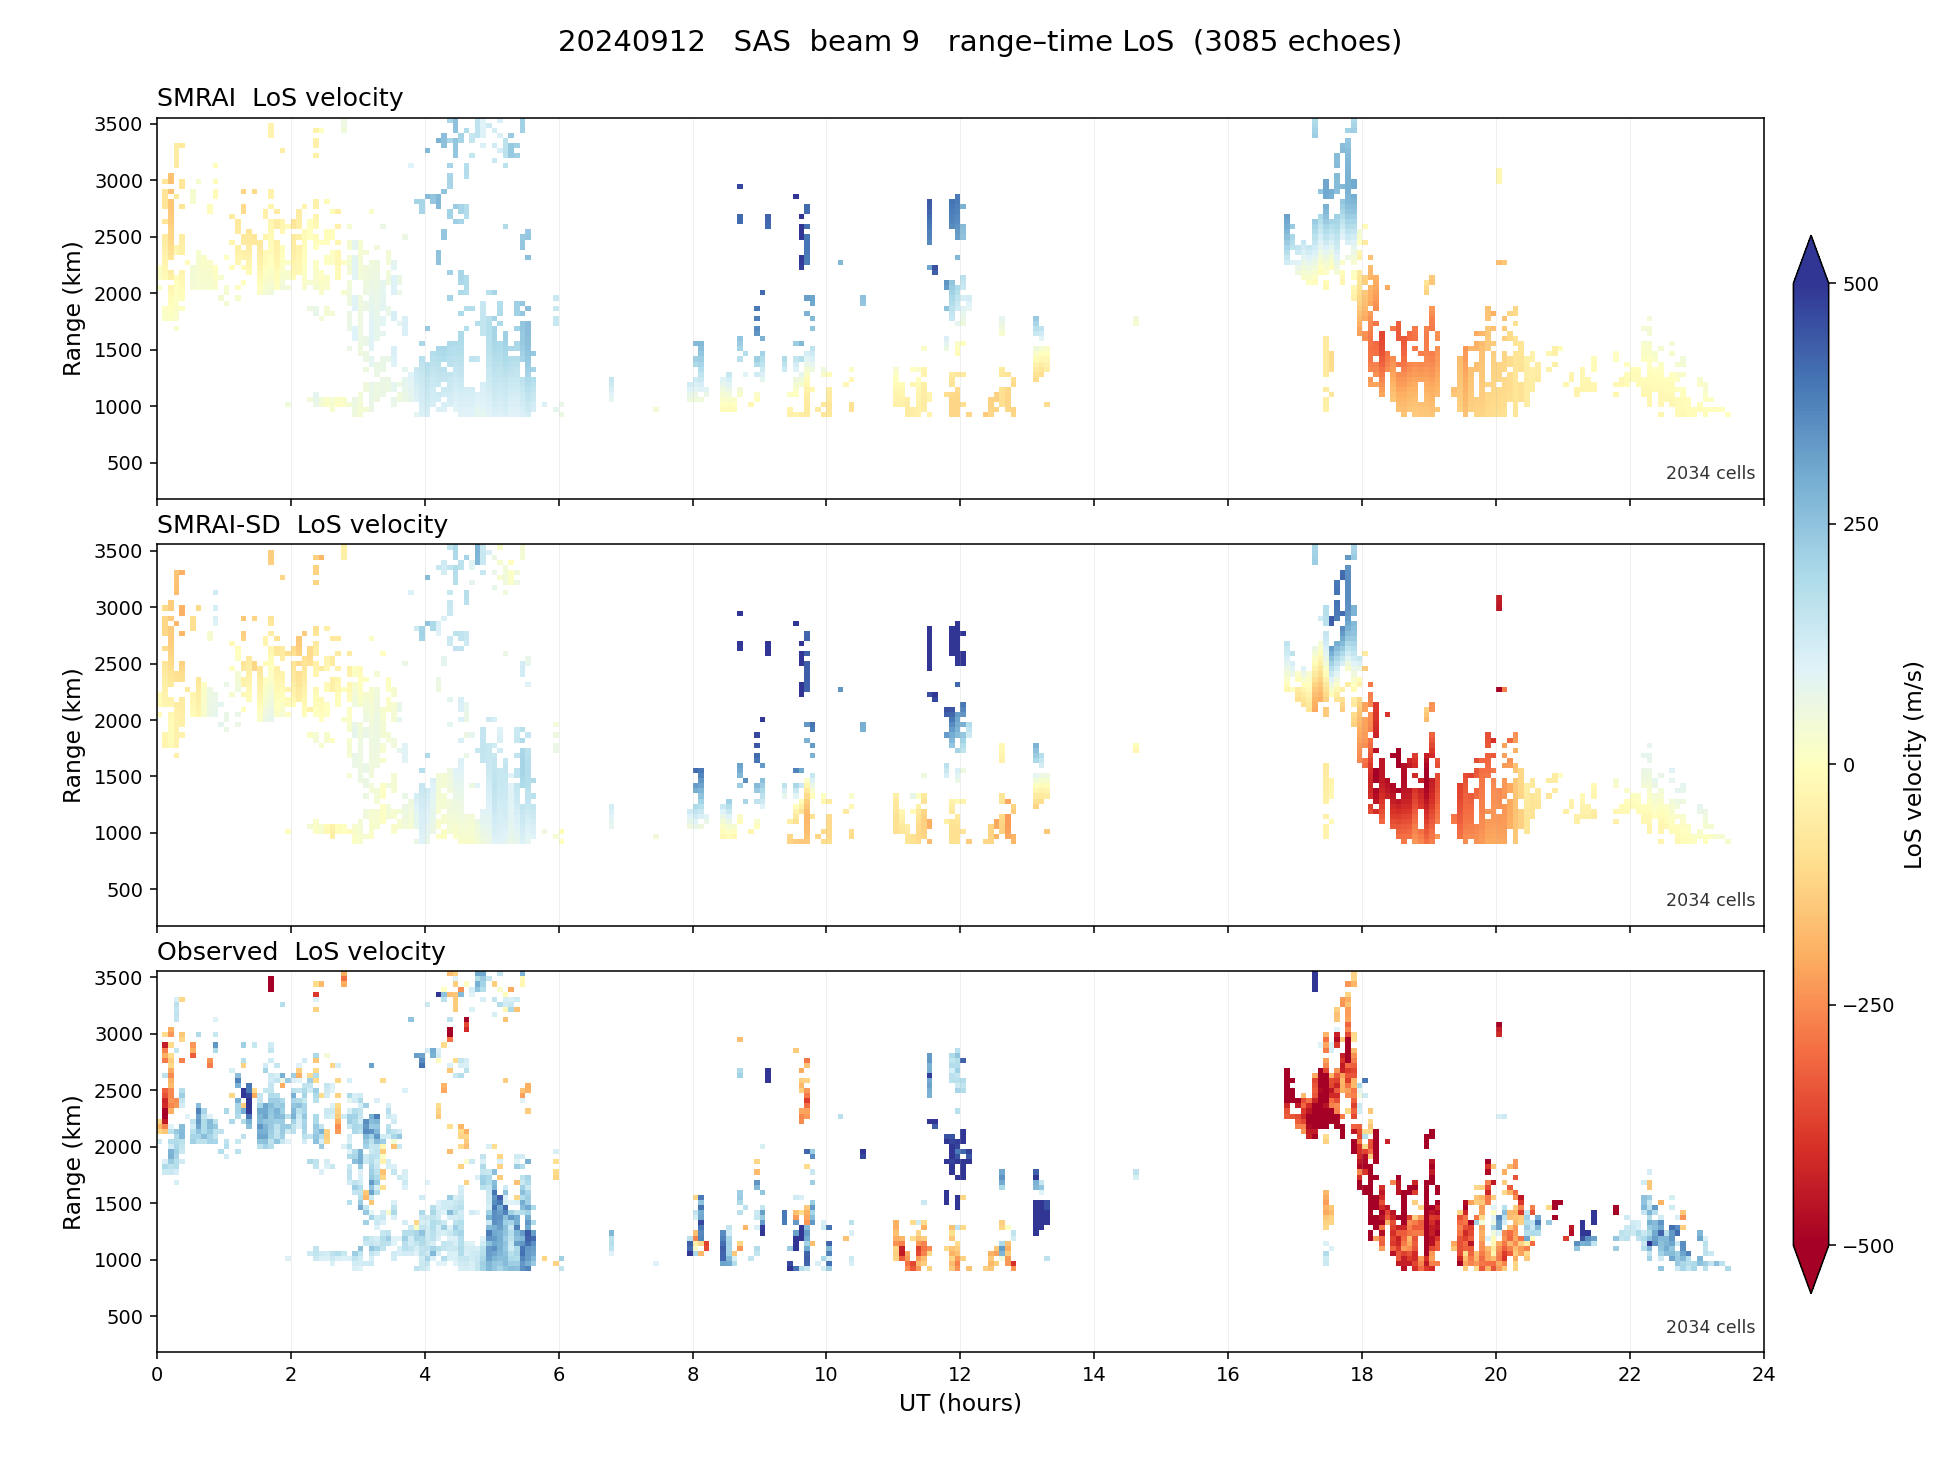 20240912   SAS  beam 9   range–time LoS  (3085 echoes)
SMRAI  LoS velocity
3500
3000
2500
2000
1500
1000
500
Range (km)
2034 cells
SMRAI-SD  LoS velocity
3500
3000
2500
2000
1500
1000
500
Range (km)
2034 cells
Observed  LoS velocity
3500
3000
2500
2000
1500
1000
500
Range (km)
2034 cells
0 2 4 6 8 10 12 14 16 18 20 22 24
UT (hours)
500
250
0
−250
−500
LoS velocity (m/s)